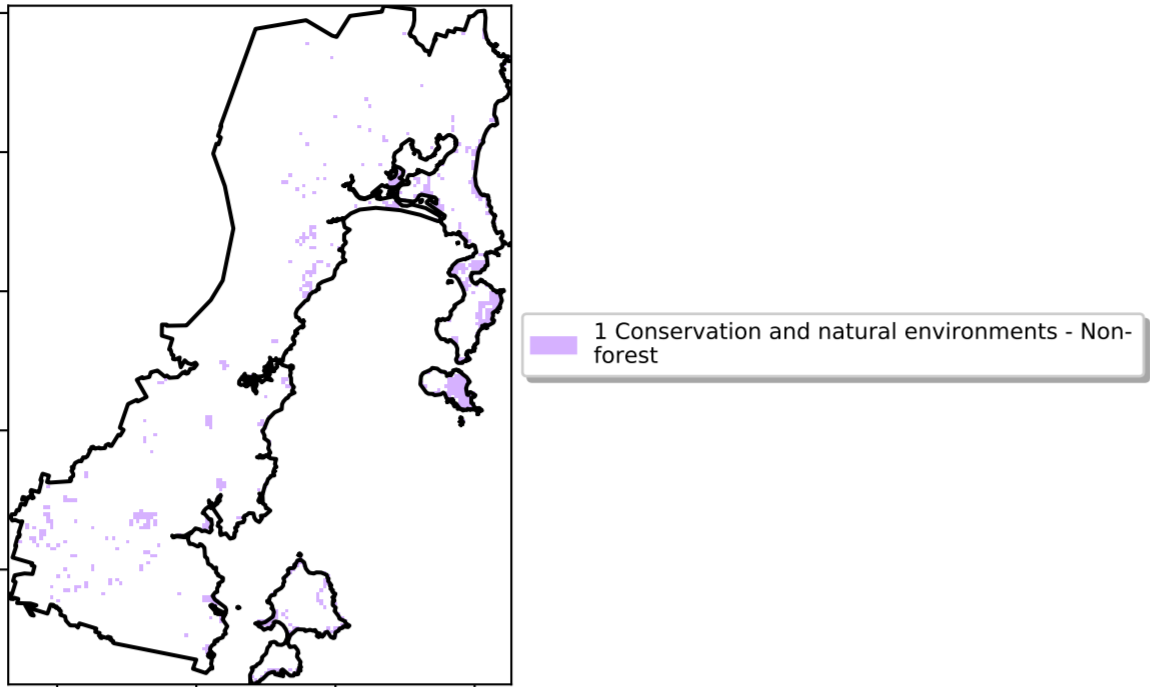 1 Conservation and natural environments - Non-
forest